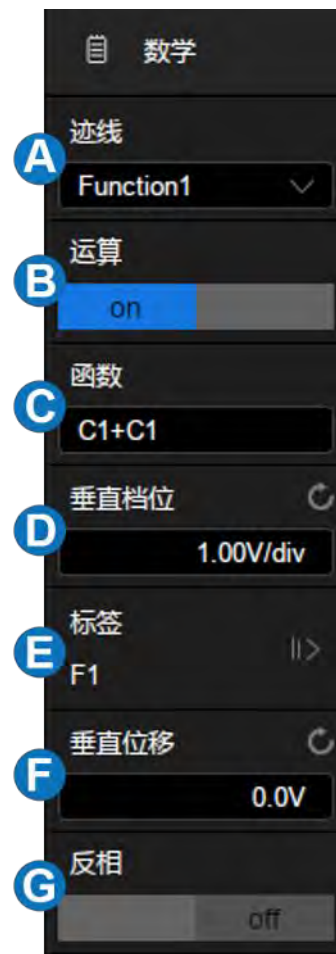 数学
A
迹线
Function1
B
运算
on
C
函数
C1+C1
D
垂直档位
1.00V/div
E
标签
F1
F
垂直位移
0.0V
G
反相
off